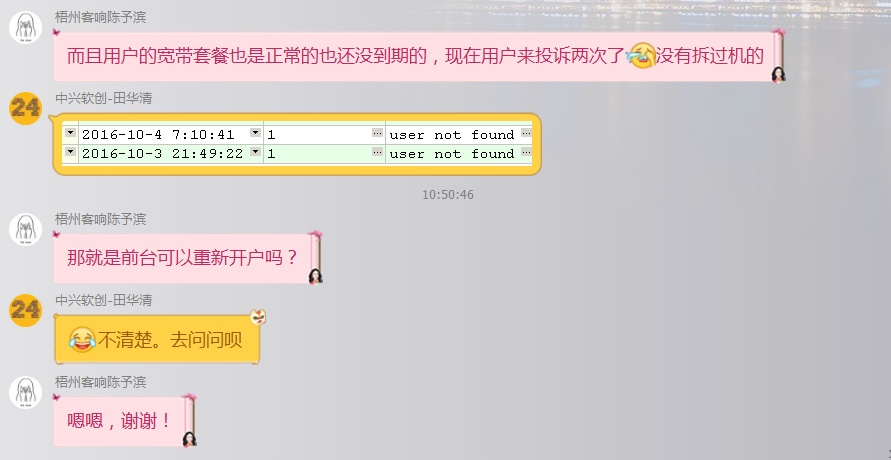 梧州客响陈予滨
而且用户的宽带套餐也是正常的也还没到期的，现在用户来投诉两次了😂没有拆过机的
24
中兴软创-田华清
2016-10-4 7:10:41 1 user not found
2016-10-3 21:49:22 1 user not found
10:50:46
梧州客响陈予滨
那就是前台可以重新开户吗？
24
中兴软创-田华清
😂不清楚。去问问呗
梧州客响陈予滨
嗯嗯，谢谢！